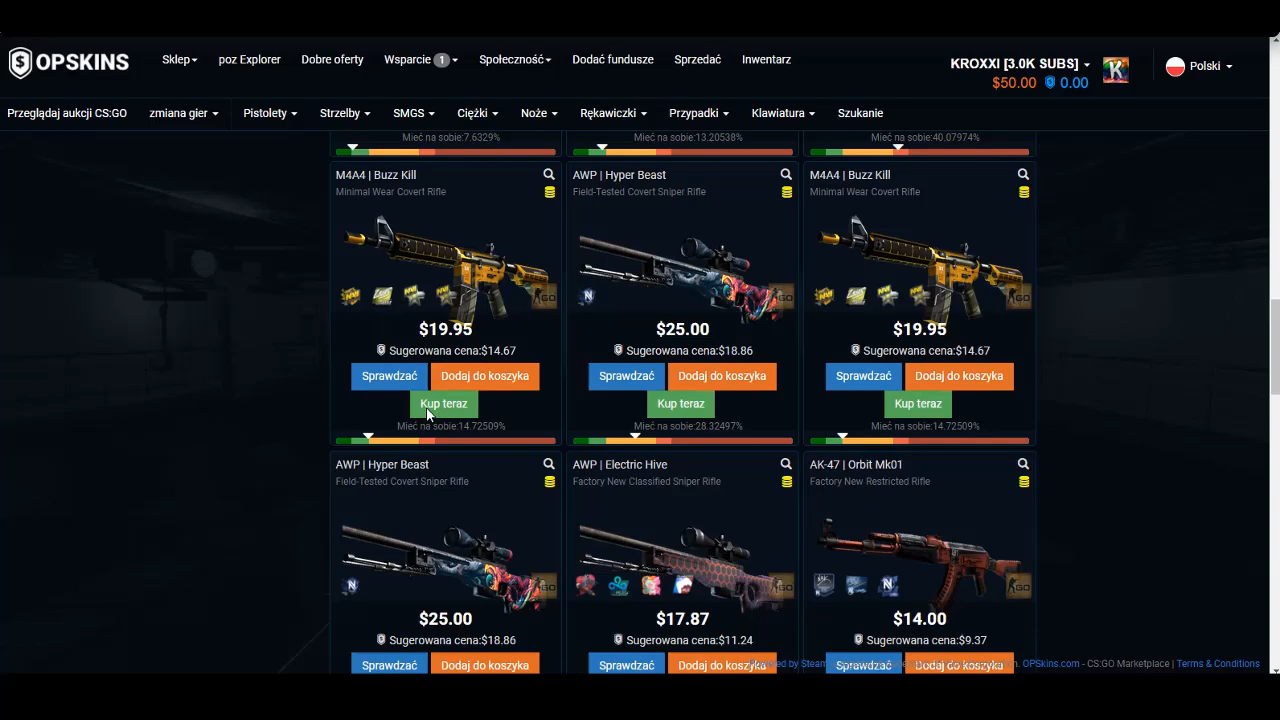 OPSKINS
Sklep
poz Explorer
Dobre oferty
Wsparcie 1
Społeczność
Dodać fundusze
Sprzedać
Inwentarz
KROXXI [3.0K SUBS]
$50.00 0.00
Polski
Przeglądaj aukcji CS:GO
zmiana gier
Pistolety
Strzelby
SMGS
Ciężki
Noże
Rękawiczki
Przypadki
Klawiatura
Szukanie
Mieć na sobie:7.6329%
Mieć na sobie:13.20538%
Mieć na sobie:40.07974%
M4A4 | Buzz Kill
Minimal Wear Covert Rifle
$19.95
Sugerowana cena:$14.67
Sprawdzać
Dodaj do koszyka
Kup teraz
Mieć na sobie:14.72509%
AWP | Hyper Beast
Field-Tested Covert Sniper Rifle
$25.00
Sugerowana cena:$18.86
Sprawdzać
Dodaj do koszyka
Kup teraz
Mieć na sobie:28.32497%
M4A4 | Buzz Kill
Minimal Wear Covert Rifle
$19.95
Sugerowana cena:$14.67
Sprawdzać
Dodaj do koszyka
Kup teraz
Mieć na sobie:14.72509%
AWP | Hyper Beast
Field-Tested Covert Sniper Rifle
$25.00
Sugerowana cena:$18.86
Sprawdzać
Dodaj do koszyka
AWP | Electric Hive
Factory New Classified Sniper Rifle
$17.87
Sugerowana cena:$11.24
Sprawdzać
Dodaj do koszyka
AK-47 | Orbit Mk01
Factory New Restricted Rifle
$14.00
Sugerowana cena:$9.37
Sprawdzać
Dodaj do koszyka
Powered by Steam
OPSkins.com - CS:GO Marketplace | Terms & Conditions